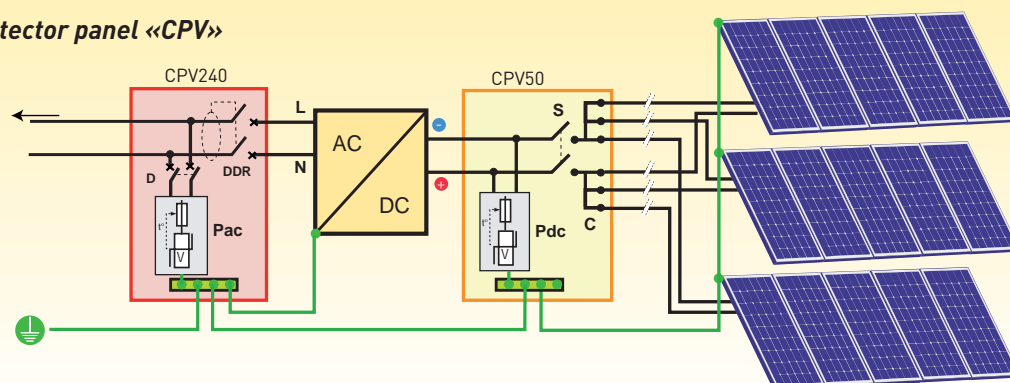 tector panel «CPV»
CPV240
CPV50
L
N
AC
DC
-
+
S
C
D
DDR
t°
V
Pac
t°
V
Pdc